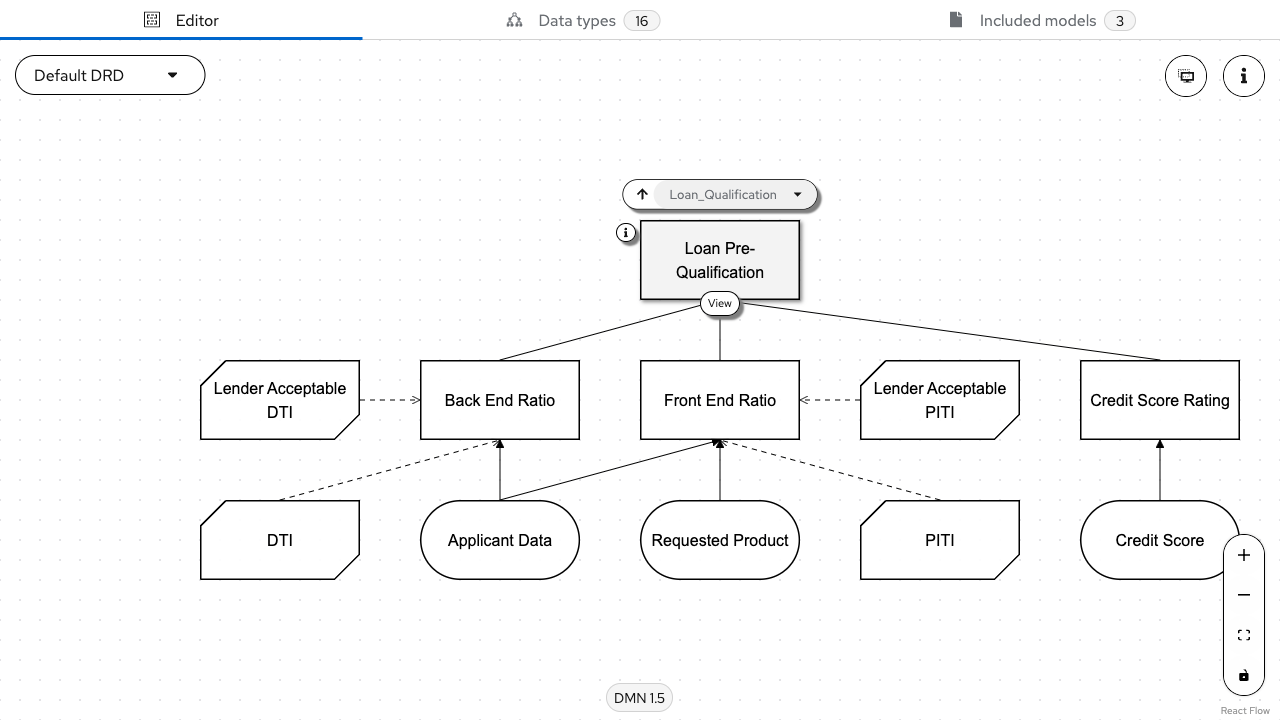 Editor
Data types 16
Included models 3
Default DRD
Loan_Qualification
Loan Pre-
Qualification
View
Lender Acceptable
DTI
Back End Ratio
Front End Ratio
Lender Acceptable
PITI
Credit Score Rating
DTI
Applicant Data
Requested Product
PITI
Credit Score
DMN 1.5
React Flow